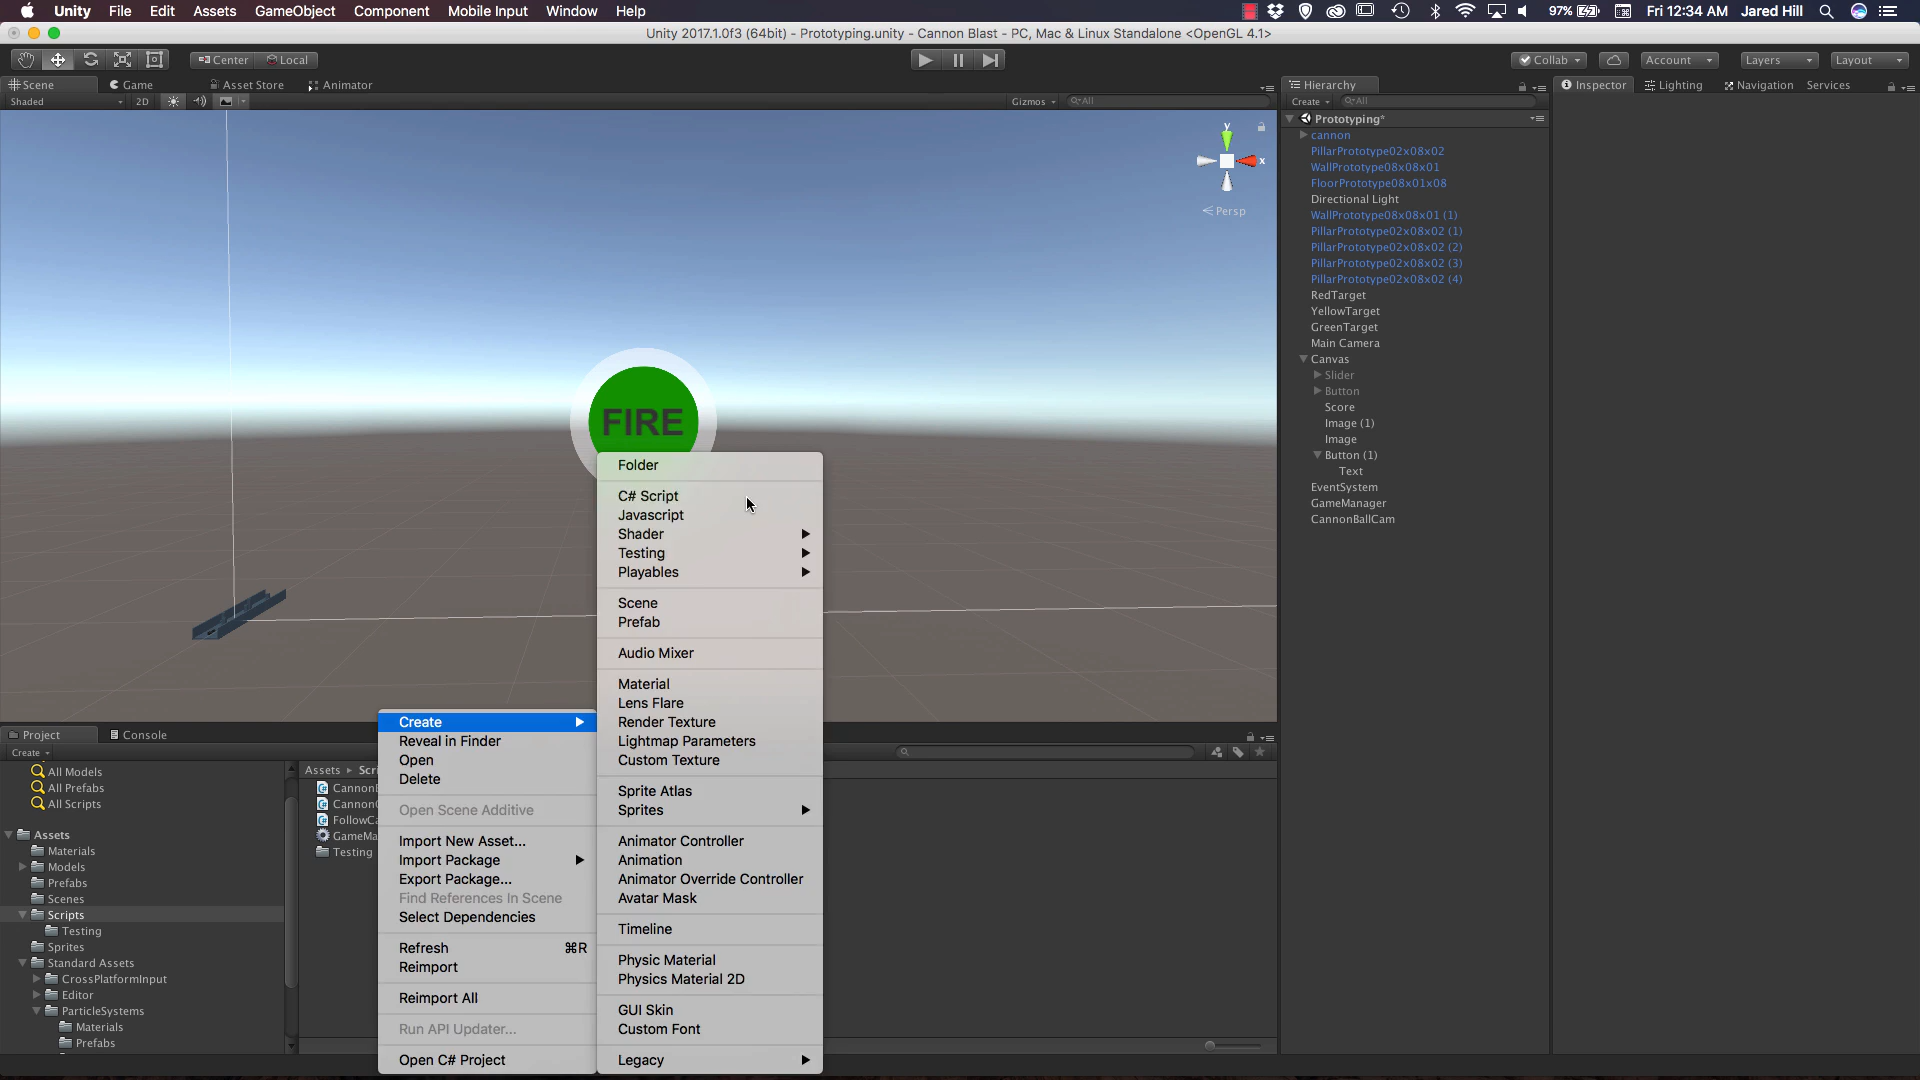 Unity File Edit Assets GameObject Component Mobile Input Window Help 97% Fri 12:34 AM Jared Hill
Unity 2017.1.0f3 (64bit) - Prototyping.unity - Cannon Blast - PC, Mac & Linux Standalone <OpenGL 4.1>
Center Local Collab Account Layers Layout
Scene Game Asset Store Animator
Shaded 2D Gizmos All
y
x
Persp
FIRE
Hierarchy
Create All
Prototyping*
cannon
PillarPrototype02x08x02
WallPrototype08x08x01
FloorPrototype08x01x08
Directional Light
WallPrototype08x08x01 (1)
PillarPrototype02x08x02 (1)
PillarPrototype02x08x02 (2)
PillarPrototype02x08x02 (3)
PillarPrototype02x08x02 (4)
RedTarget
YellowTarget
GreenTarget
Main Camera
Canvas
Slider
Button
Score
Image (1)
Image
Button (1)
Text
EventSystem
GameManager
CannonBallCam
Inspector Lighting Navigation Services
Folder
C# Script
Javascript
Shader
Testing
Playables
Scene
Prefab
Audio Mixer
Material
Lens Flare
Render Texture
Lightmap Parameters
Custom Texture
Sprite Atlas
Sprites
Animator Controller
Animation
Animator Override Controller
Avatar Mask
Timeline
Physic Material
Physics Material 2D
GUI Skin
Custom Font
Legacy
Create
Reveal in Finder
Open
Delete
Open Scene Additive
Import New Asset...
Import Package
Export Package...
Find References In Scene
Select Dependencies
Refresh ⌘R
Reimport
Reimport All
Run API Updater...
Open C# Project
Project Console
Create
All Models
All Prefabs
All Scripts
Assets
Materials
Models
Prefabs
Scenes
Scripts
Testing
Sprites
Standard Assets
CrossPlatformInput
Editor
ParticleSystems
Materials
Prefabs
Assets Scri
Cannon
FollowCa
GameMa
Testing